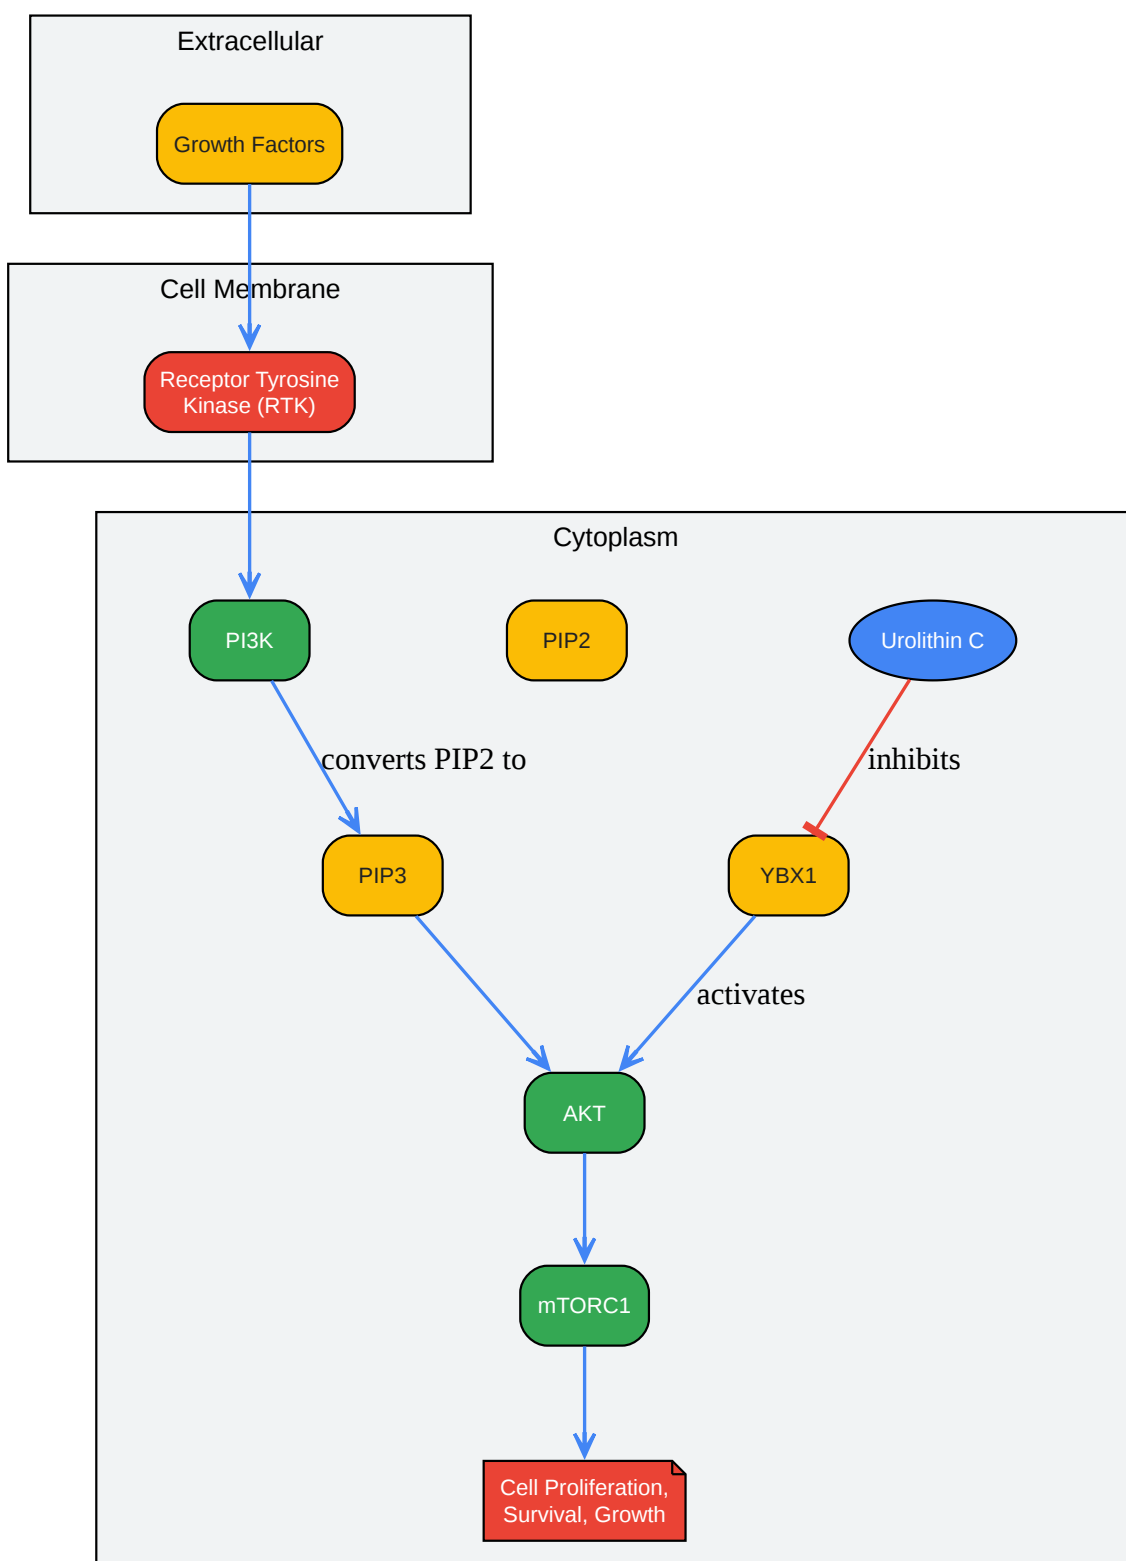 Extracellular
Growth Factors
Cell Membrane
Receptor Tyrosine
Kinase (RTK)
Cytoplasm
PI3K
PIP2
Urolithin C
converts PIP2 to
inhibits
PIP3
YBX1
activates
AKT
mTORC1
Cell Proliferation,
Survival, Growth